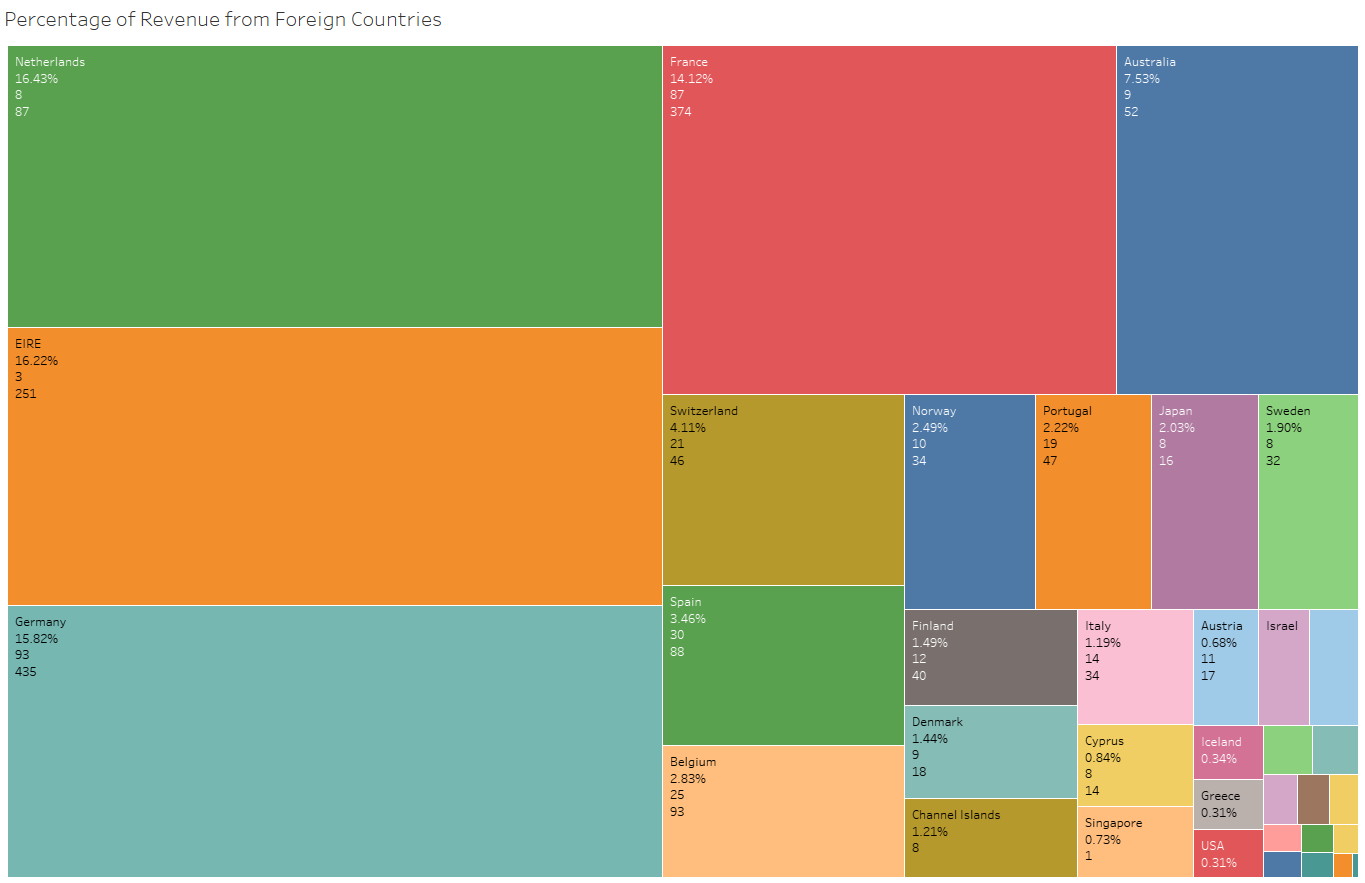 Percentage of Revenue from Foreign Countries
Netherlands
16.43%
8
87
EIRE
16.22%
3
251
Germany
15.82%
93
435
France
14.12%
87
374
Australia
7.53%
9
52
Switzerland
4.11%
21
46
Spain
3.46%
30
88
Belgium
2.83%
25
93
Norway
2.49%
10
34
Portugal
2.22%
19
47
Japan
2.03%
8
16
Sweden
1.90%
8
32
Finland
1.49%
12
40
Denmark
1.44%
9
18
Channel Islands
1.21%
8
Italy
1.19%
14
34
Cyprus
0.84%
8
14
Singapore
0.73%
1
Austria
0.68%
11
17
Israel
Iceland
0.34%
Greece
0.31%
USA
0.31%